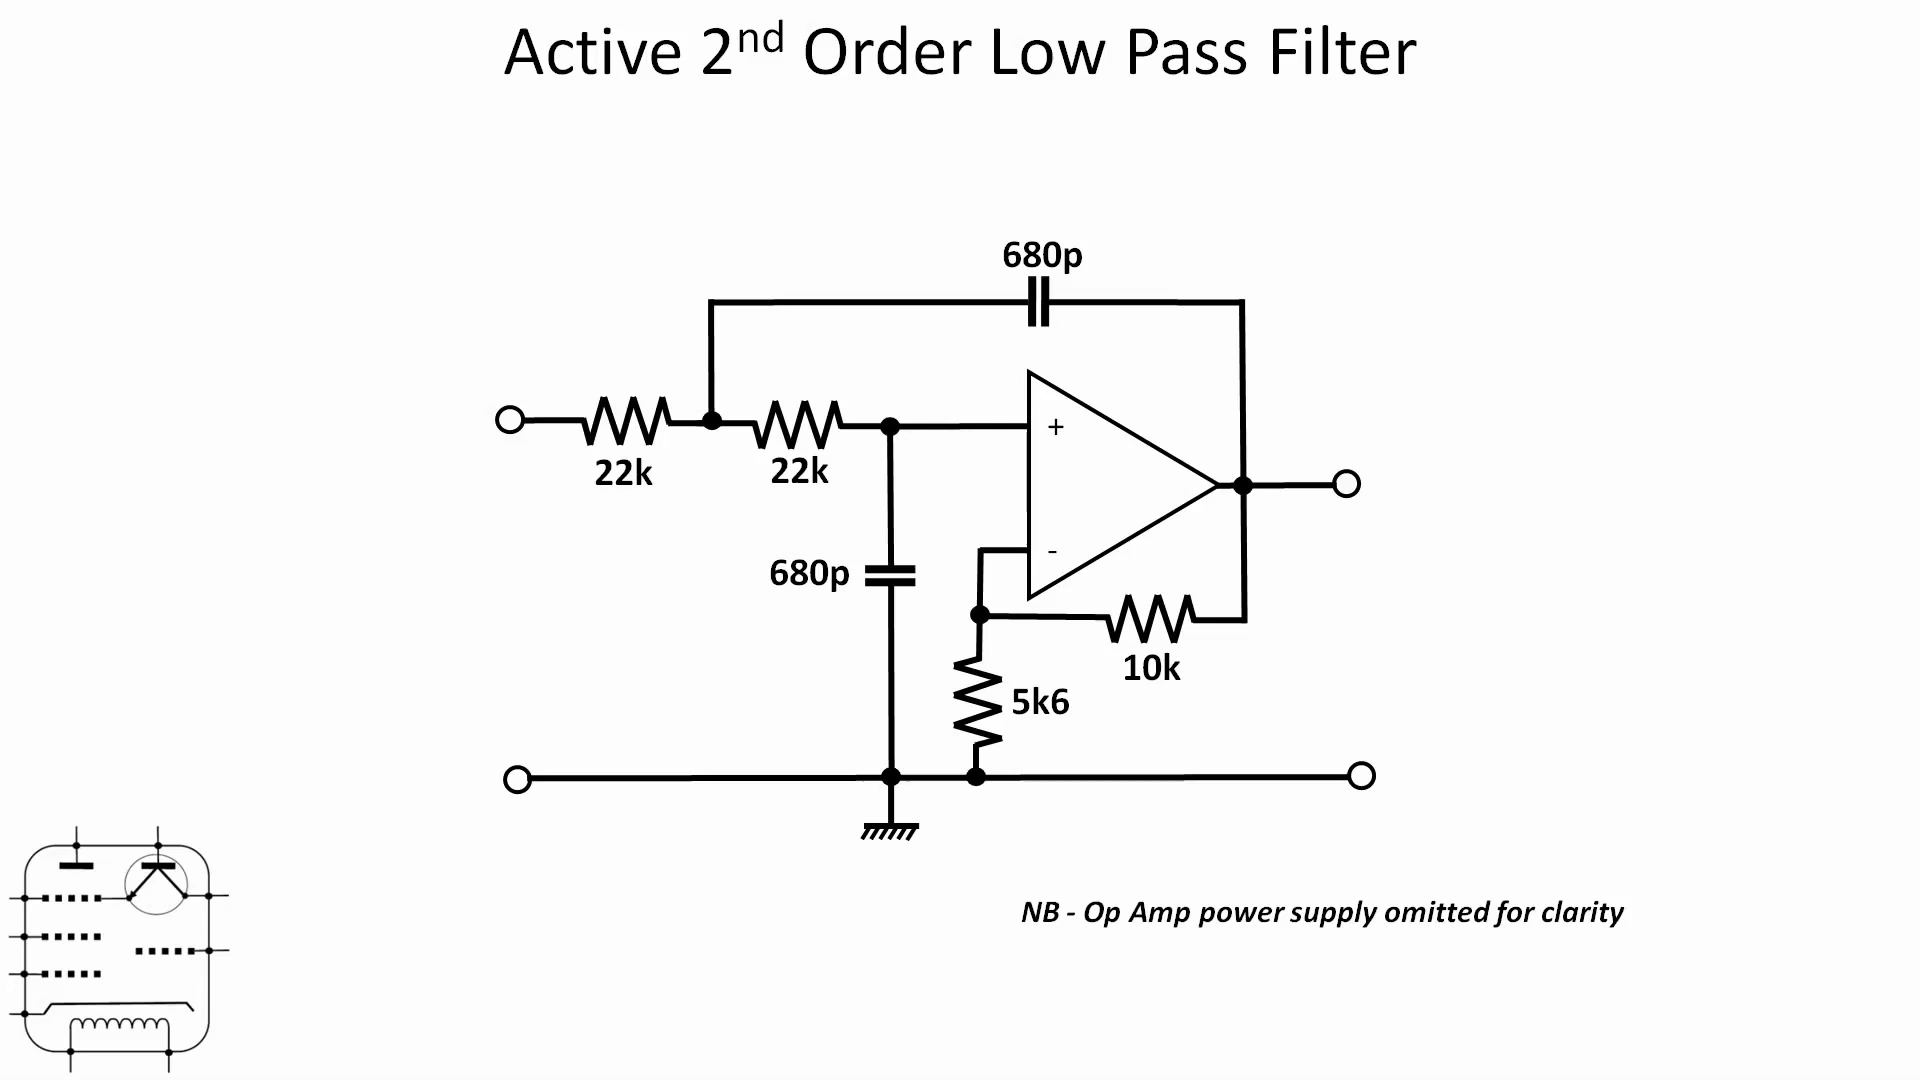 Active 2nd Order Low Pass Filter
680p
22k
22k
+
680p
-
10k
5k6
NB - Op Amp power supply omitted for clarity